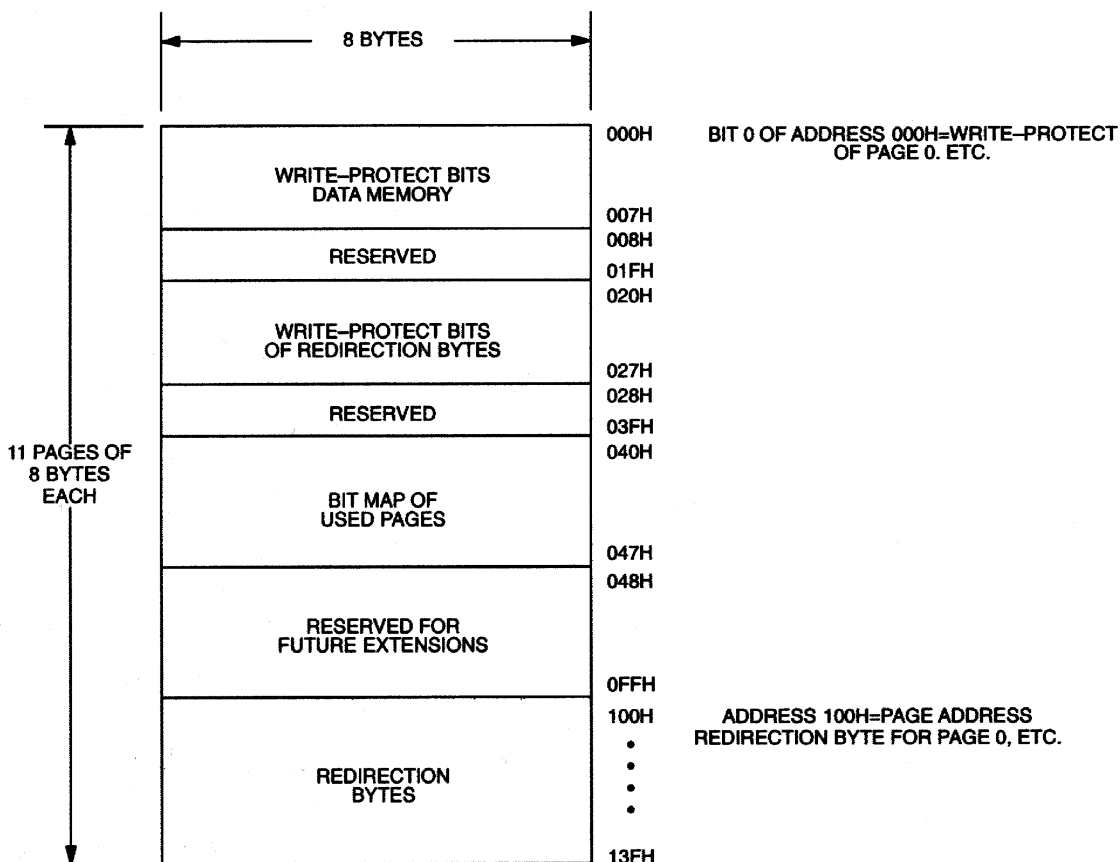 8 BYTES
000H
BIT 0 OF ADDRESS 000H=WRITE–PROTECT
OF PAGE 0. ETC.
WRITE–PROTECT BITS
DATA MEMORY
007H
008H
RESERVED
01FH
020H
WRITE–PROTECT BITS
OF REDIRECTION BYTES
027H
028H
RESERVED
03FH
11 PAGES OF
8 BYTES
EACH
040H
BIT MAP OF
USED PAGES
047H
048H
RESERVED FOR
FUTURE EXTENSIONS
0FFH
100H
ADDRESS 100H=PAGE ADDRESS
REDIRECTION BYTE FOR PAGE 0, ETC.
REDIRECTION
BYTES
13FH